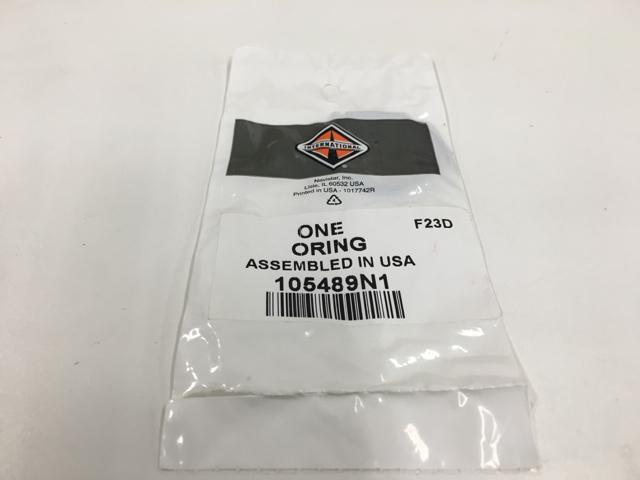 INTERNATIONAL
Navistar, Inc.
Lisle, IL 60532 USA
Printed in USA - 1017742R
ONE
F23D
ORING
ASSEMBLED IN USA
105489N1